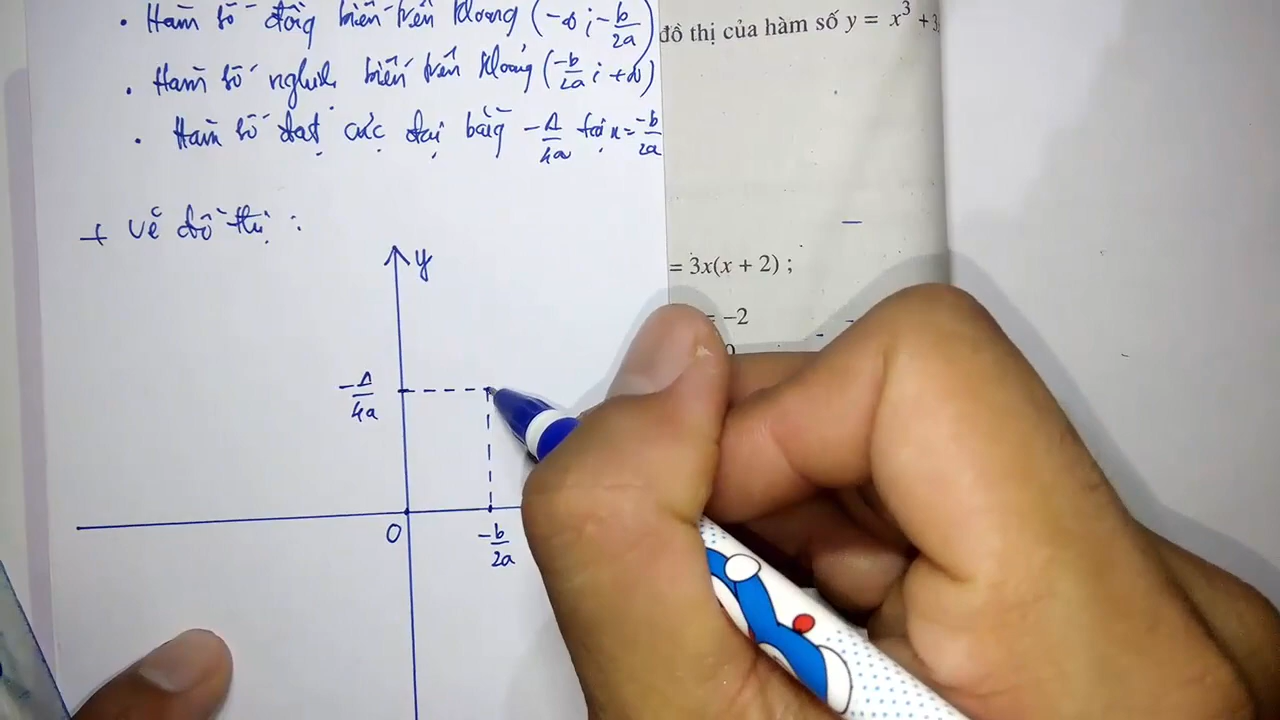 • Hàm số đồng biến trên khoảng (-∞; -b/2a)
• Hàm số nghịch biến trên khoảng (-b/2a; +∞)
• Hàm số đạt cực đại bằng -Δ/4a tại x = -b/2a
+ Vẽ đồ thị :
y
-Δ/4a
O
-b/2a
đồ thị của hàm số y = x³ + 3
= 3x(x + 2) ;
= −2